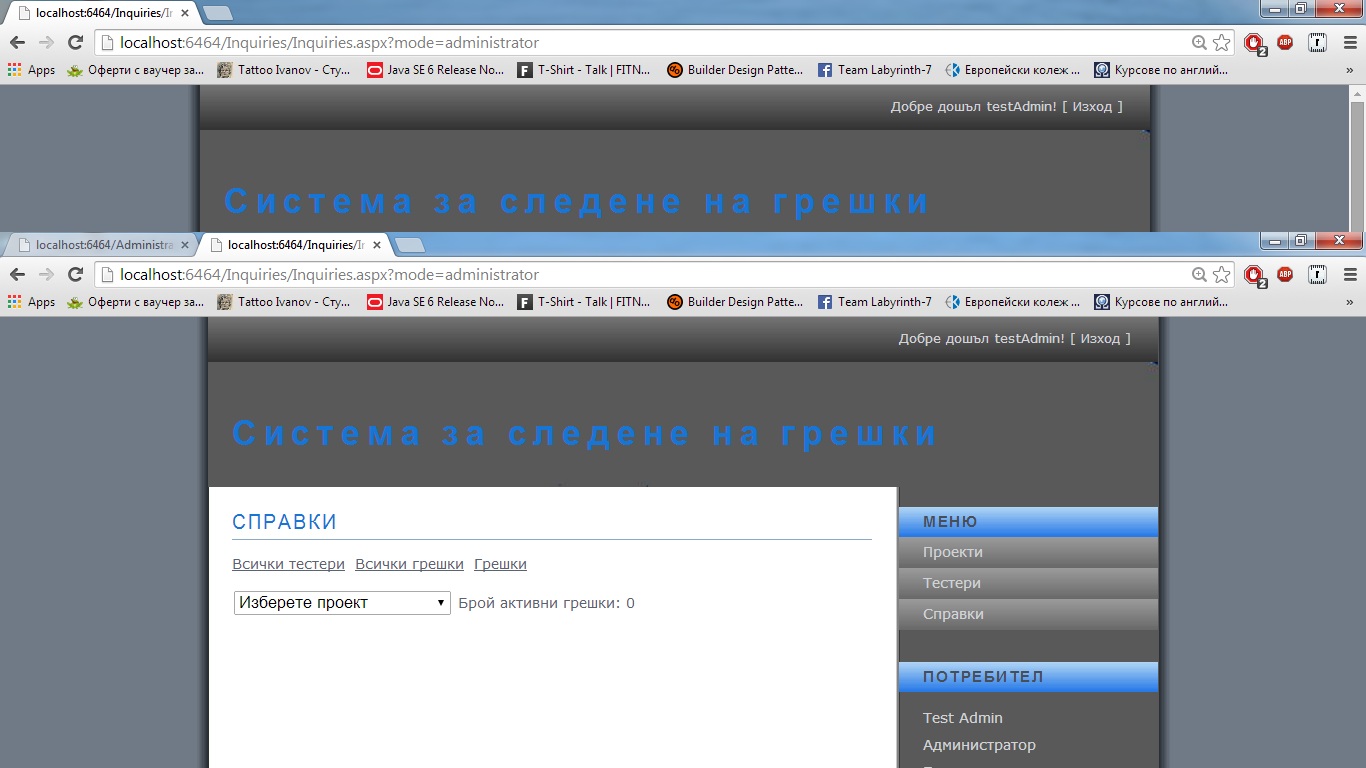 localhost:6464/Inquiries/In
localhost:6464/Inquiries/Inquiries.aspx?mode=administrator
2
ABP
Apps Оферти с ваучер за... Tattoo Ivanov - Сту... Java SE 6 Release No... T-Shirt - Talk | FITN... Builder Design Patte... Team Labyrinth-7 Европейски колеж ... Курсове по англий... »
Добре дошъл testAdmin! [ Изход ]
Система за следене на грешки
localhost:6464/Administra localhost:6464/Inquiries/In
localhost:6464/Inquiries/Inquiries.aspx?mode=administrator
2
ABP
Apps Оферти с ваучер за... Tattoo Ivanov - Сту... Java SE 6 Release No... T-Shirt - Talk | FITN... Builder Design Patte... Team Labyrinth-7 Европейски колеж ... Курсове по англий... »
Добре дошъл testAdmin! [ Изход ]
Система за следене на грешки
СПРАВКИ
Всички тестери Всички грешки Грешки
Изберете проект Брой активни грешки: 0
МЕНЮ
Проекти
Тестери
Справки
ПОТРЕБИТЕЛ
Test Admin
Администратор